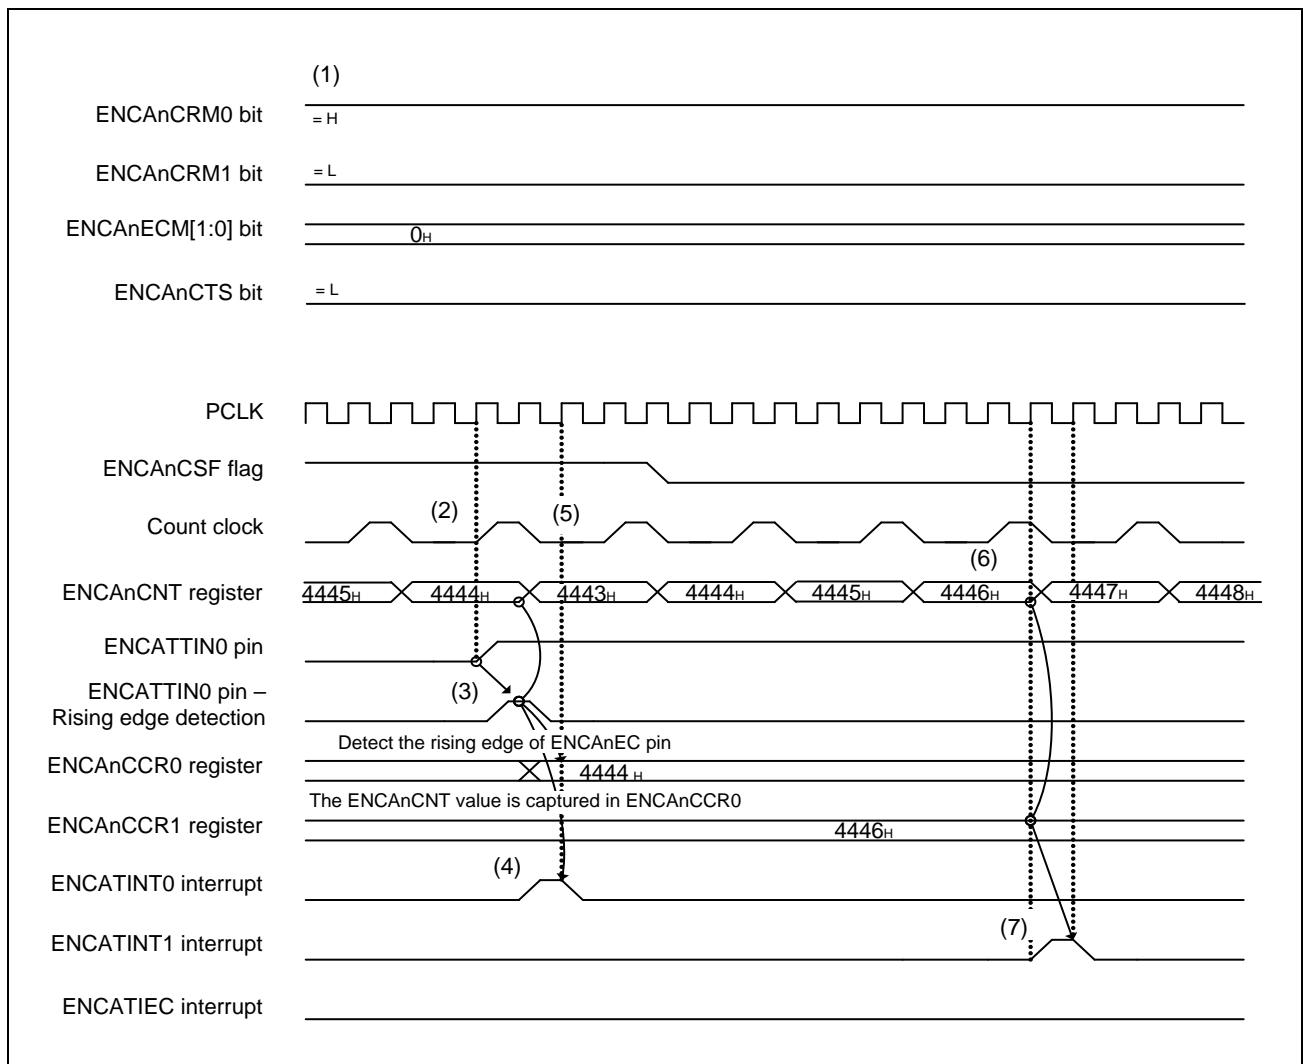 (1)
ENCAnCRM0 bit
= H
ENCAnCRM1 bit
= L
ENCAnECM[1:0] bit
0H
ENCAnCTS bit
= L
PCLK
ENCAnCSF flag
(2)
(5)
Count clock
(6)
ENCAnCNT register
4445H 4444H 4443H 4444H 4445H 4446H 4447H 4448H
ENCATTIN0 pin
ENCATTIN0 pin –
Rising edge detection
(3)
Detect the rising edge of ENCAnEC pin
ENCAnCCR0 register
4444 H
The ENCAnCNT value is captured in ENCAnCCR0
ENCAnCCR1 register
4446H
(4)
ENCATINT0 interrupt
(7)
ENCATINT1 interrupt
ENCATIEC interrupt